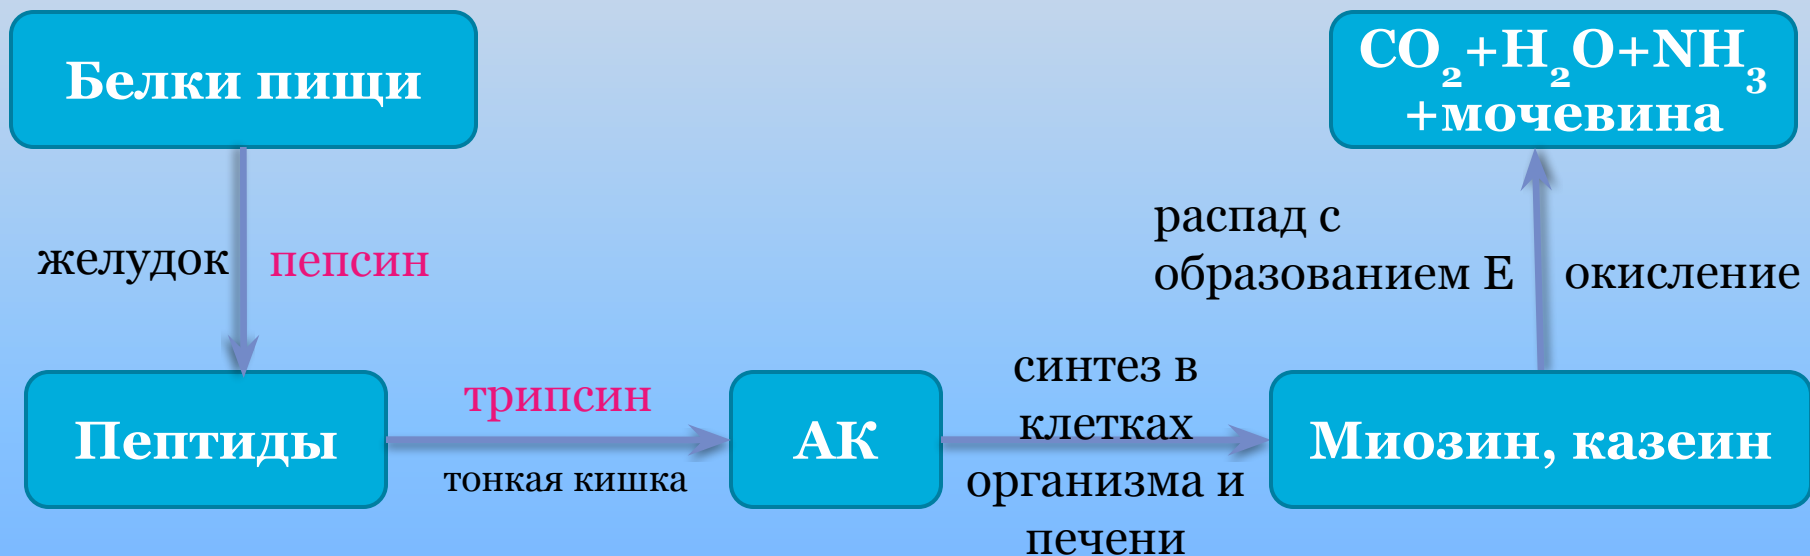 Белки пищи
желудок
пепсин
Пептиды
трипсин
тонкая кишка
АК
синтез в
клетках
организма и
печени
Миозин, казеин
распад с
образованием Е
окисление
CO₂+H₂O+NH₃
+мочевина